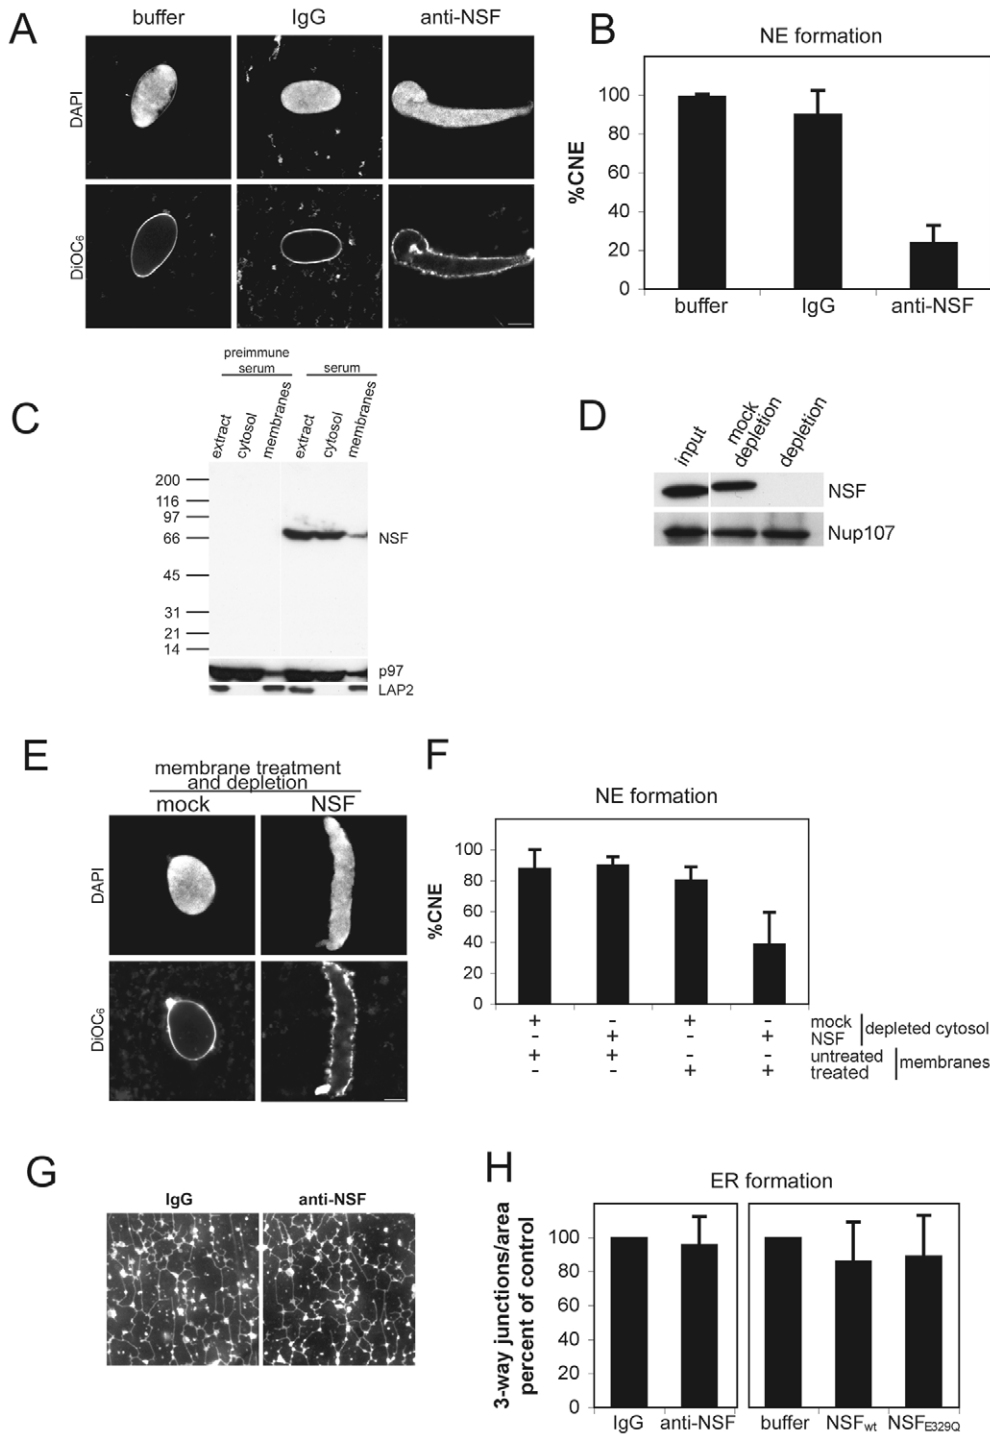 A
buffer
IgG
anti-NSF
DAPI
DiOC6
B
NE formation
%CNE
100
80
60
40
20
0
buffer
IgG
anti-NSF
C
preimmune
serum
serum
extract
cytosol
membranes
extract
cytosol
membranes
200
116
97
66
45
31
21
14
NSF
p97
LAP2
D
input
mock
depletion
depletion
NSF
Nup107
E
membrane treatment
and depletion
mock
NSF
DAPI
DiOC6
F
NE formation
%CNE
100
80
60
40
20
0
+ - + - mock
- + - + NSF
depleted cytosol
+ + - - untreated
- - + + treated
membranes
G
IgG
anti-NSF
H
ER formation
3-way junctions/area
percent of control
100
80
60
40
20
0
IgG
anti-NSF
buffer
NSFwt
NSFE329Q